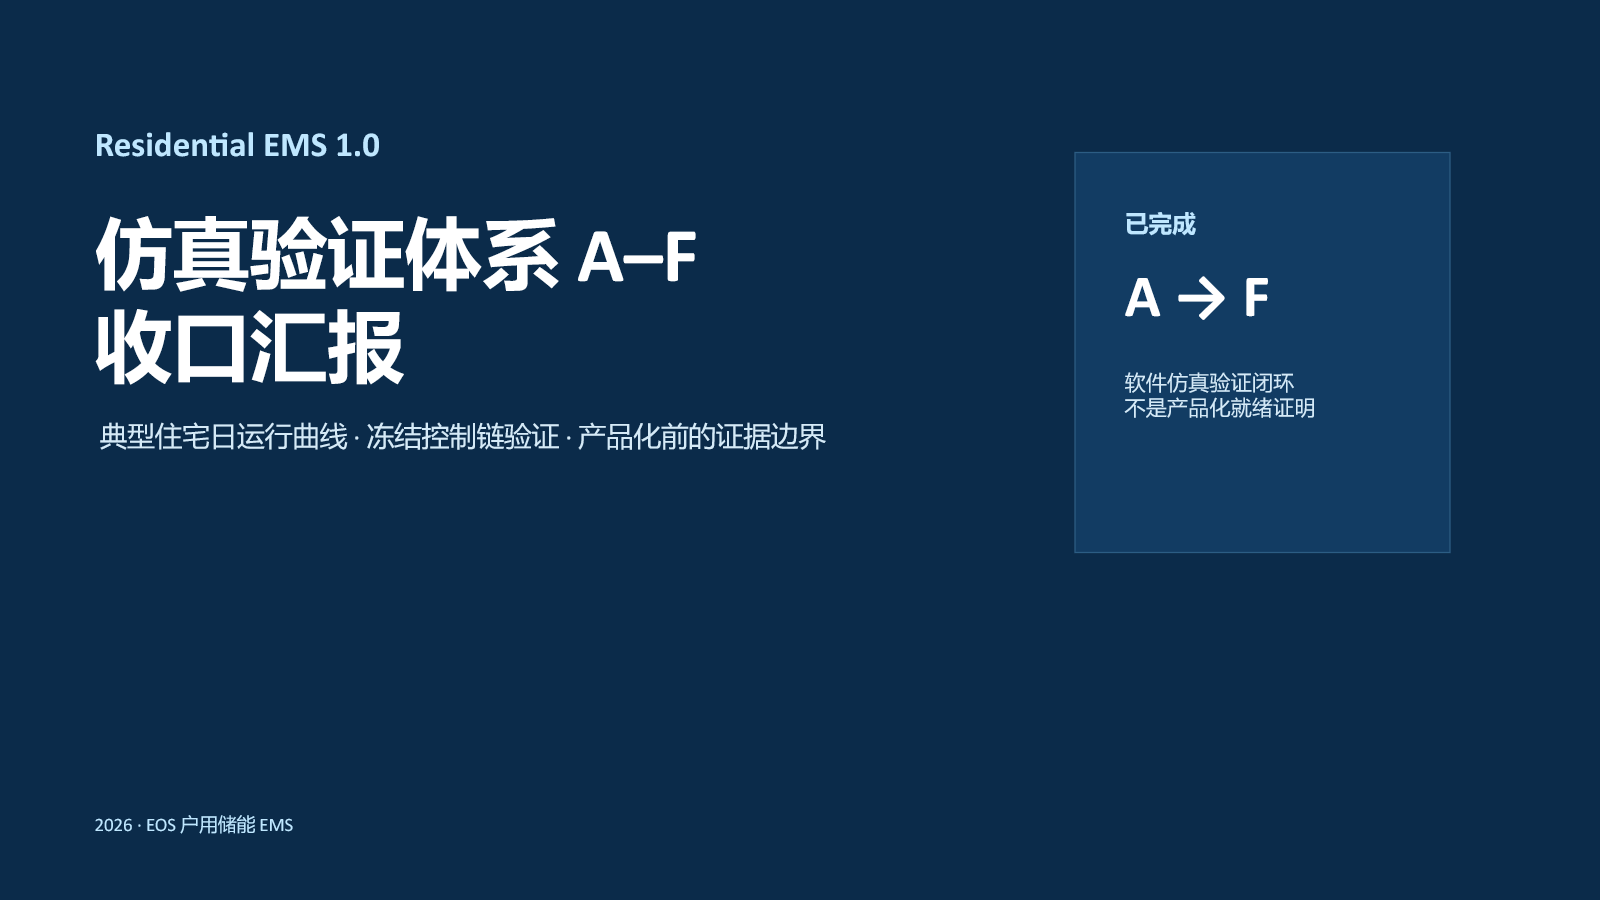 Residential EMS 1.0
仿真验证体系 A–F
收口汇报
典型住宅日运行曲线 · 冻结控制链验证 · 产品化前的证据边界
已完成
A → F
软件仿真验证闭环
不是产品化就绪证明
2026 · EOS 户用储能 EMS